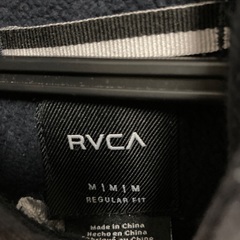 RVCA
M | M | M
REGULAR FIT
Made in China
Hecho en China
Fabriqué en Chine